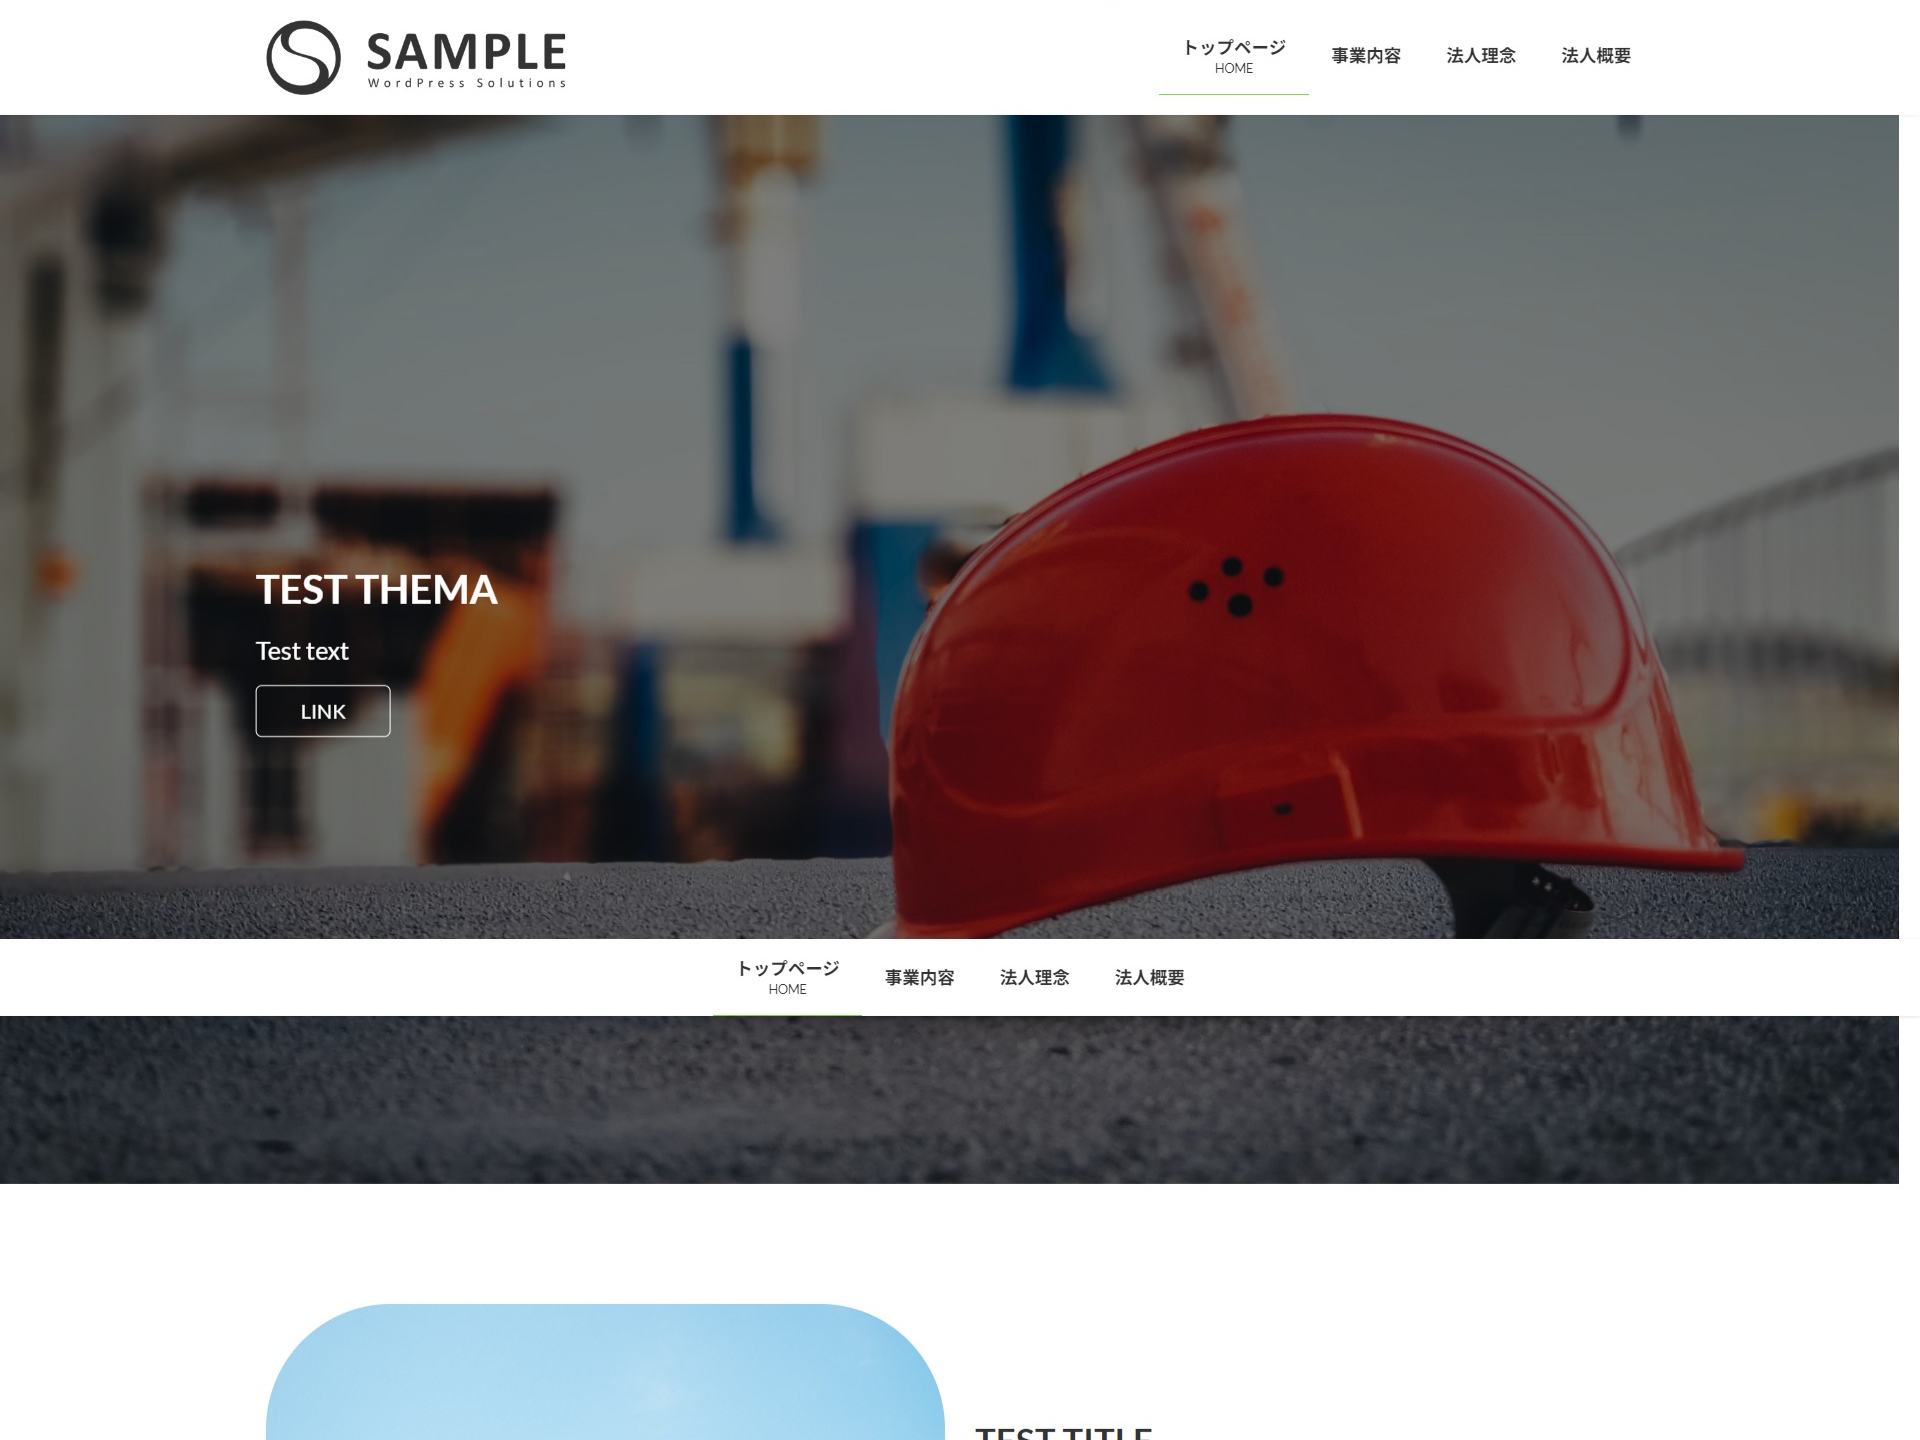 SAMPLE
WordPress Solutions
トップページ
HOME
事業内容
法人理念
法人概要
TEST THEMA
Test text
LINK
トップページ
HOME
事業内容
法人理念
法人概要
TEST TITLE